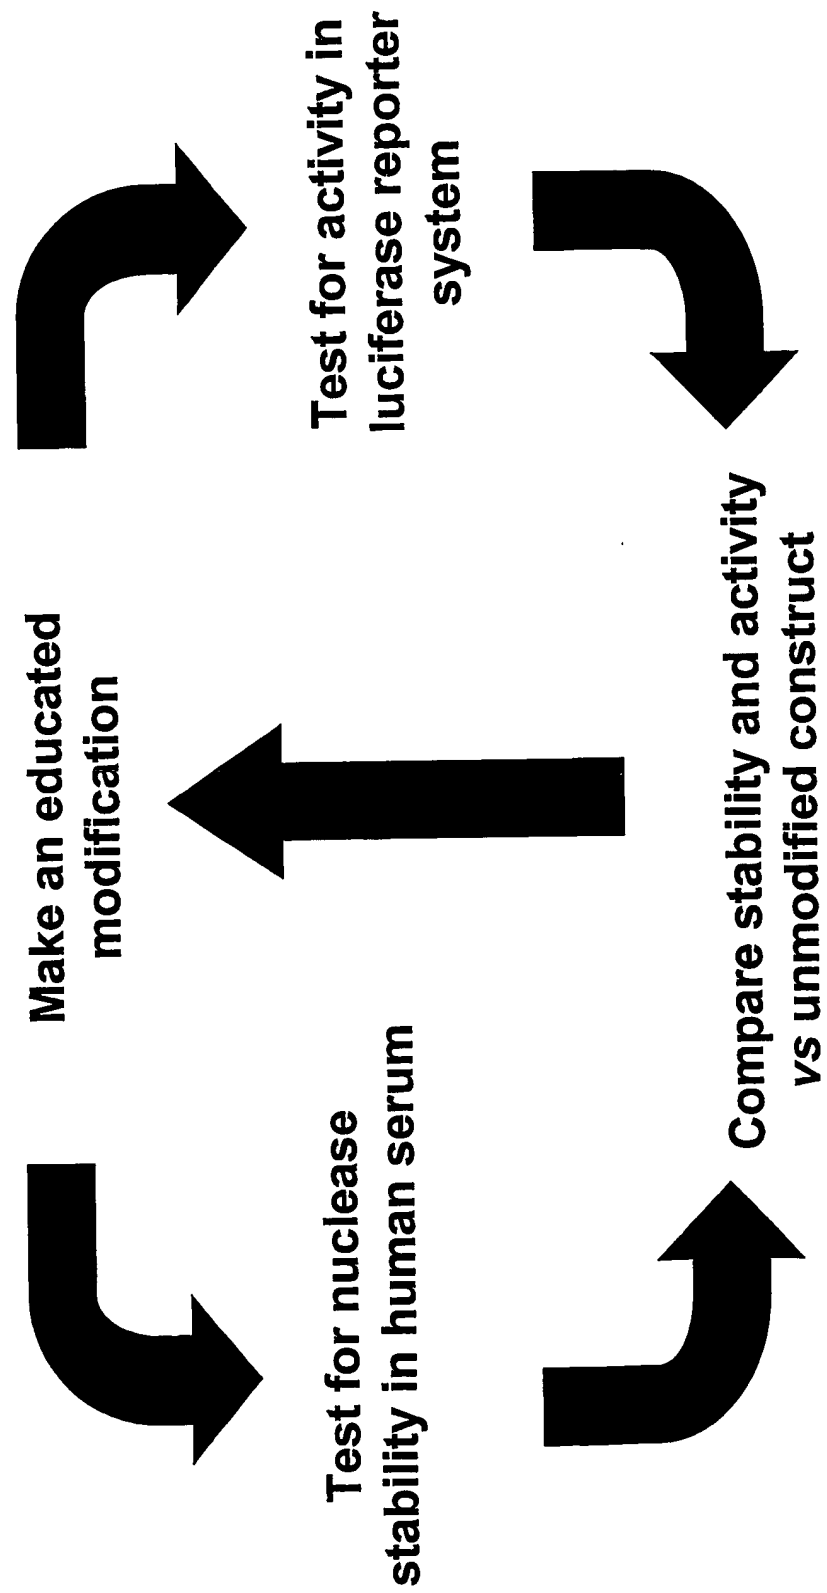 Make an educated
modification
Test for nuclease
stability in human serum
Test for activity in
luciferase reporter
system
Compare stability and activity
vs unmodified construct